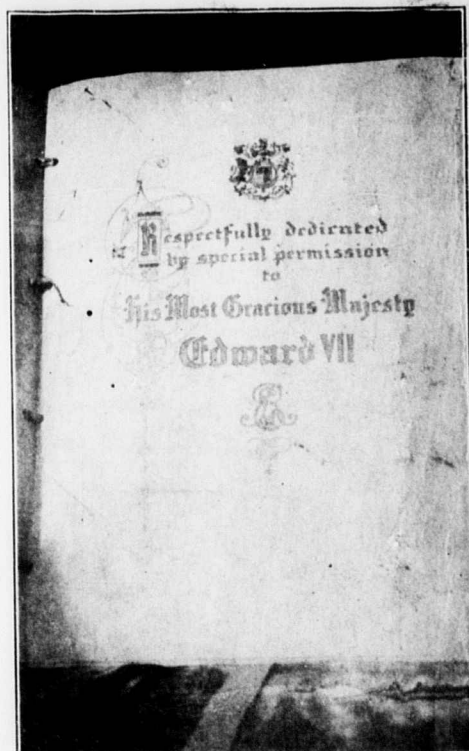 Respectfully dedicated
by special permission
to
His Most Gracious Majesty
Edward VII